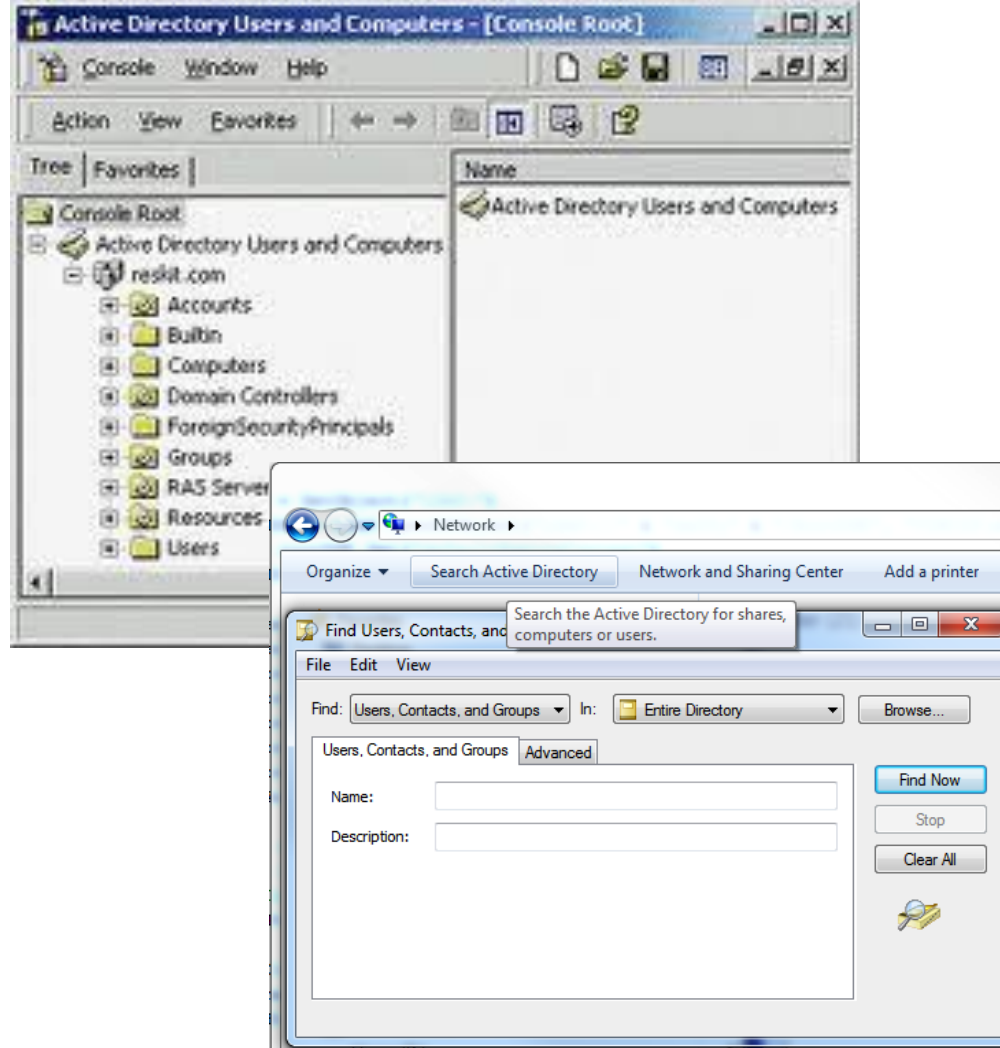 Active Directory Users and Computers - [Console Root]
Console Window Help
Action View Favorites
Tree Favorites
Name
Console Root
Active Directory Users and Computers
Active Directory Users and Computers
reskit.com
Accounts
Builtin
Computers
Domain Controllers
ForeignSecurityPrincipals
Groups
RAS Server
Resources
Users
Network
Organize Search Active Directory Network and Sharing Center Add a printer
Search the Active Directory for shares,
computers or users.
Find Users, Contacts, and
File Edit View
Find: Users, Contacts, and Groups In: Entire Directory Browse...
Users, Contacts, and Groups Advanced
Name:
Description:
Find Now
Stop
Clear All